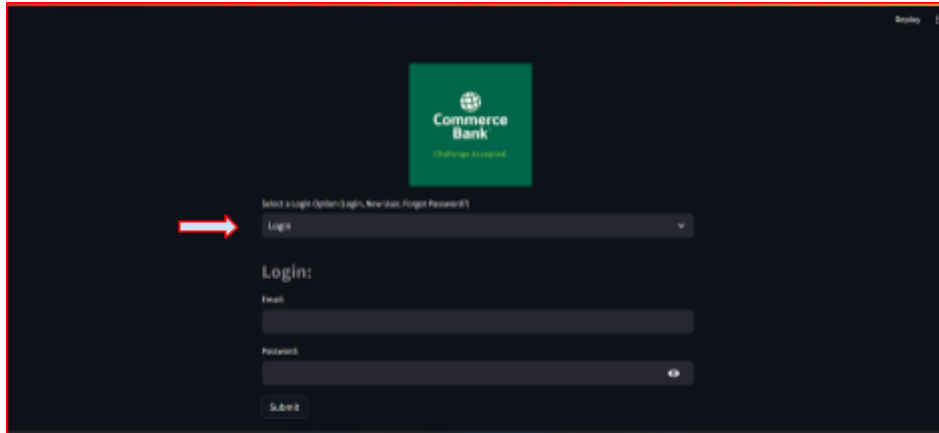 Deploy
Commerce
Bank
Challenge Accepted.
Select a Login Option (Login, New User, Forgot Password?)
Login
Login:
Email:
Password:
Submit